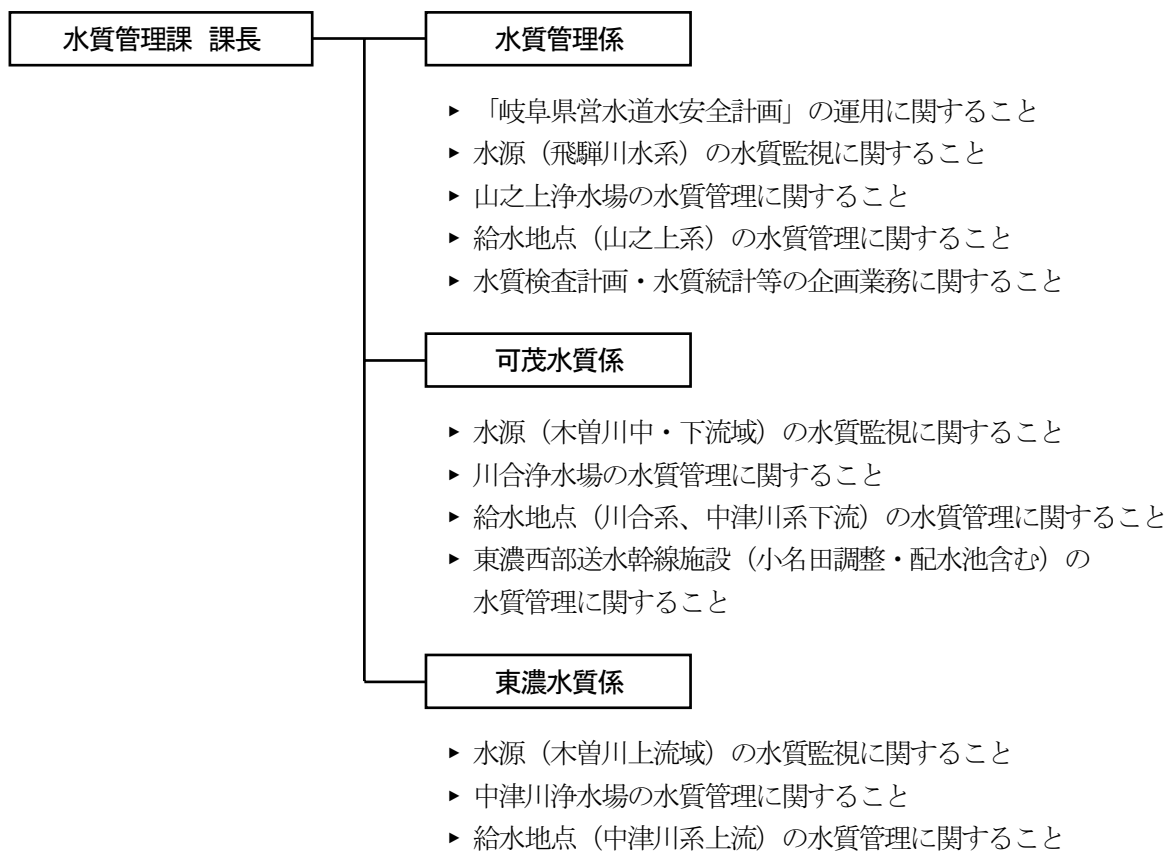 水質管理課 課長
水質管理係
▸ 「岐阜県営水道水安全計画」の運用に関すること
▸ 水源（飛騨川水系）の水質監視に関すること
▸ 山之上浄水場の水質管理に関すること
▸ 給水地点（山之上系）の水質管理に関すること
▸ 水質検査計画・水質統計等の企画業務に関すること
可茂水質係
▸ 水源（木曽川中・下流域）の水質監視に関すること
▸ 川合浄水場の水質管理に関すること
▸ 給水地点（川合系、中津川系下流）の水質管理に関すること
▸ 東濃西部送水幹線施設（小名田調整・配水池含む）の
水質管理に関すること
東濃水質係
▸ 水源（木曽川上流域）の水質監視に関すること
▸ 中津川浄水場の水質管理に関すること
▸ 給水地点（中津川系上流）の水質管理に関すること